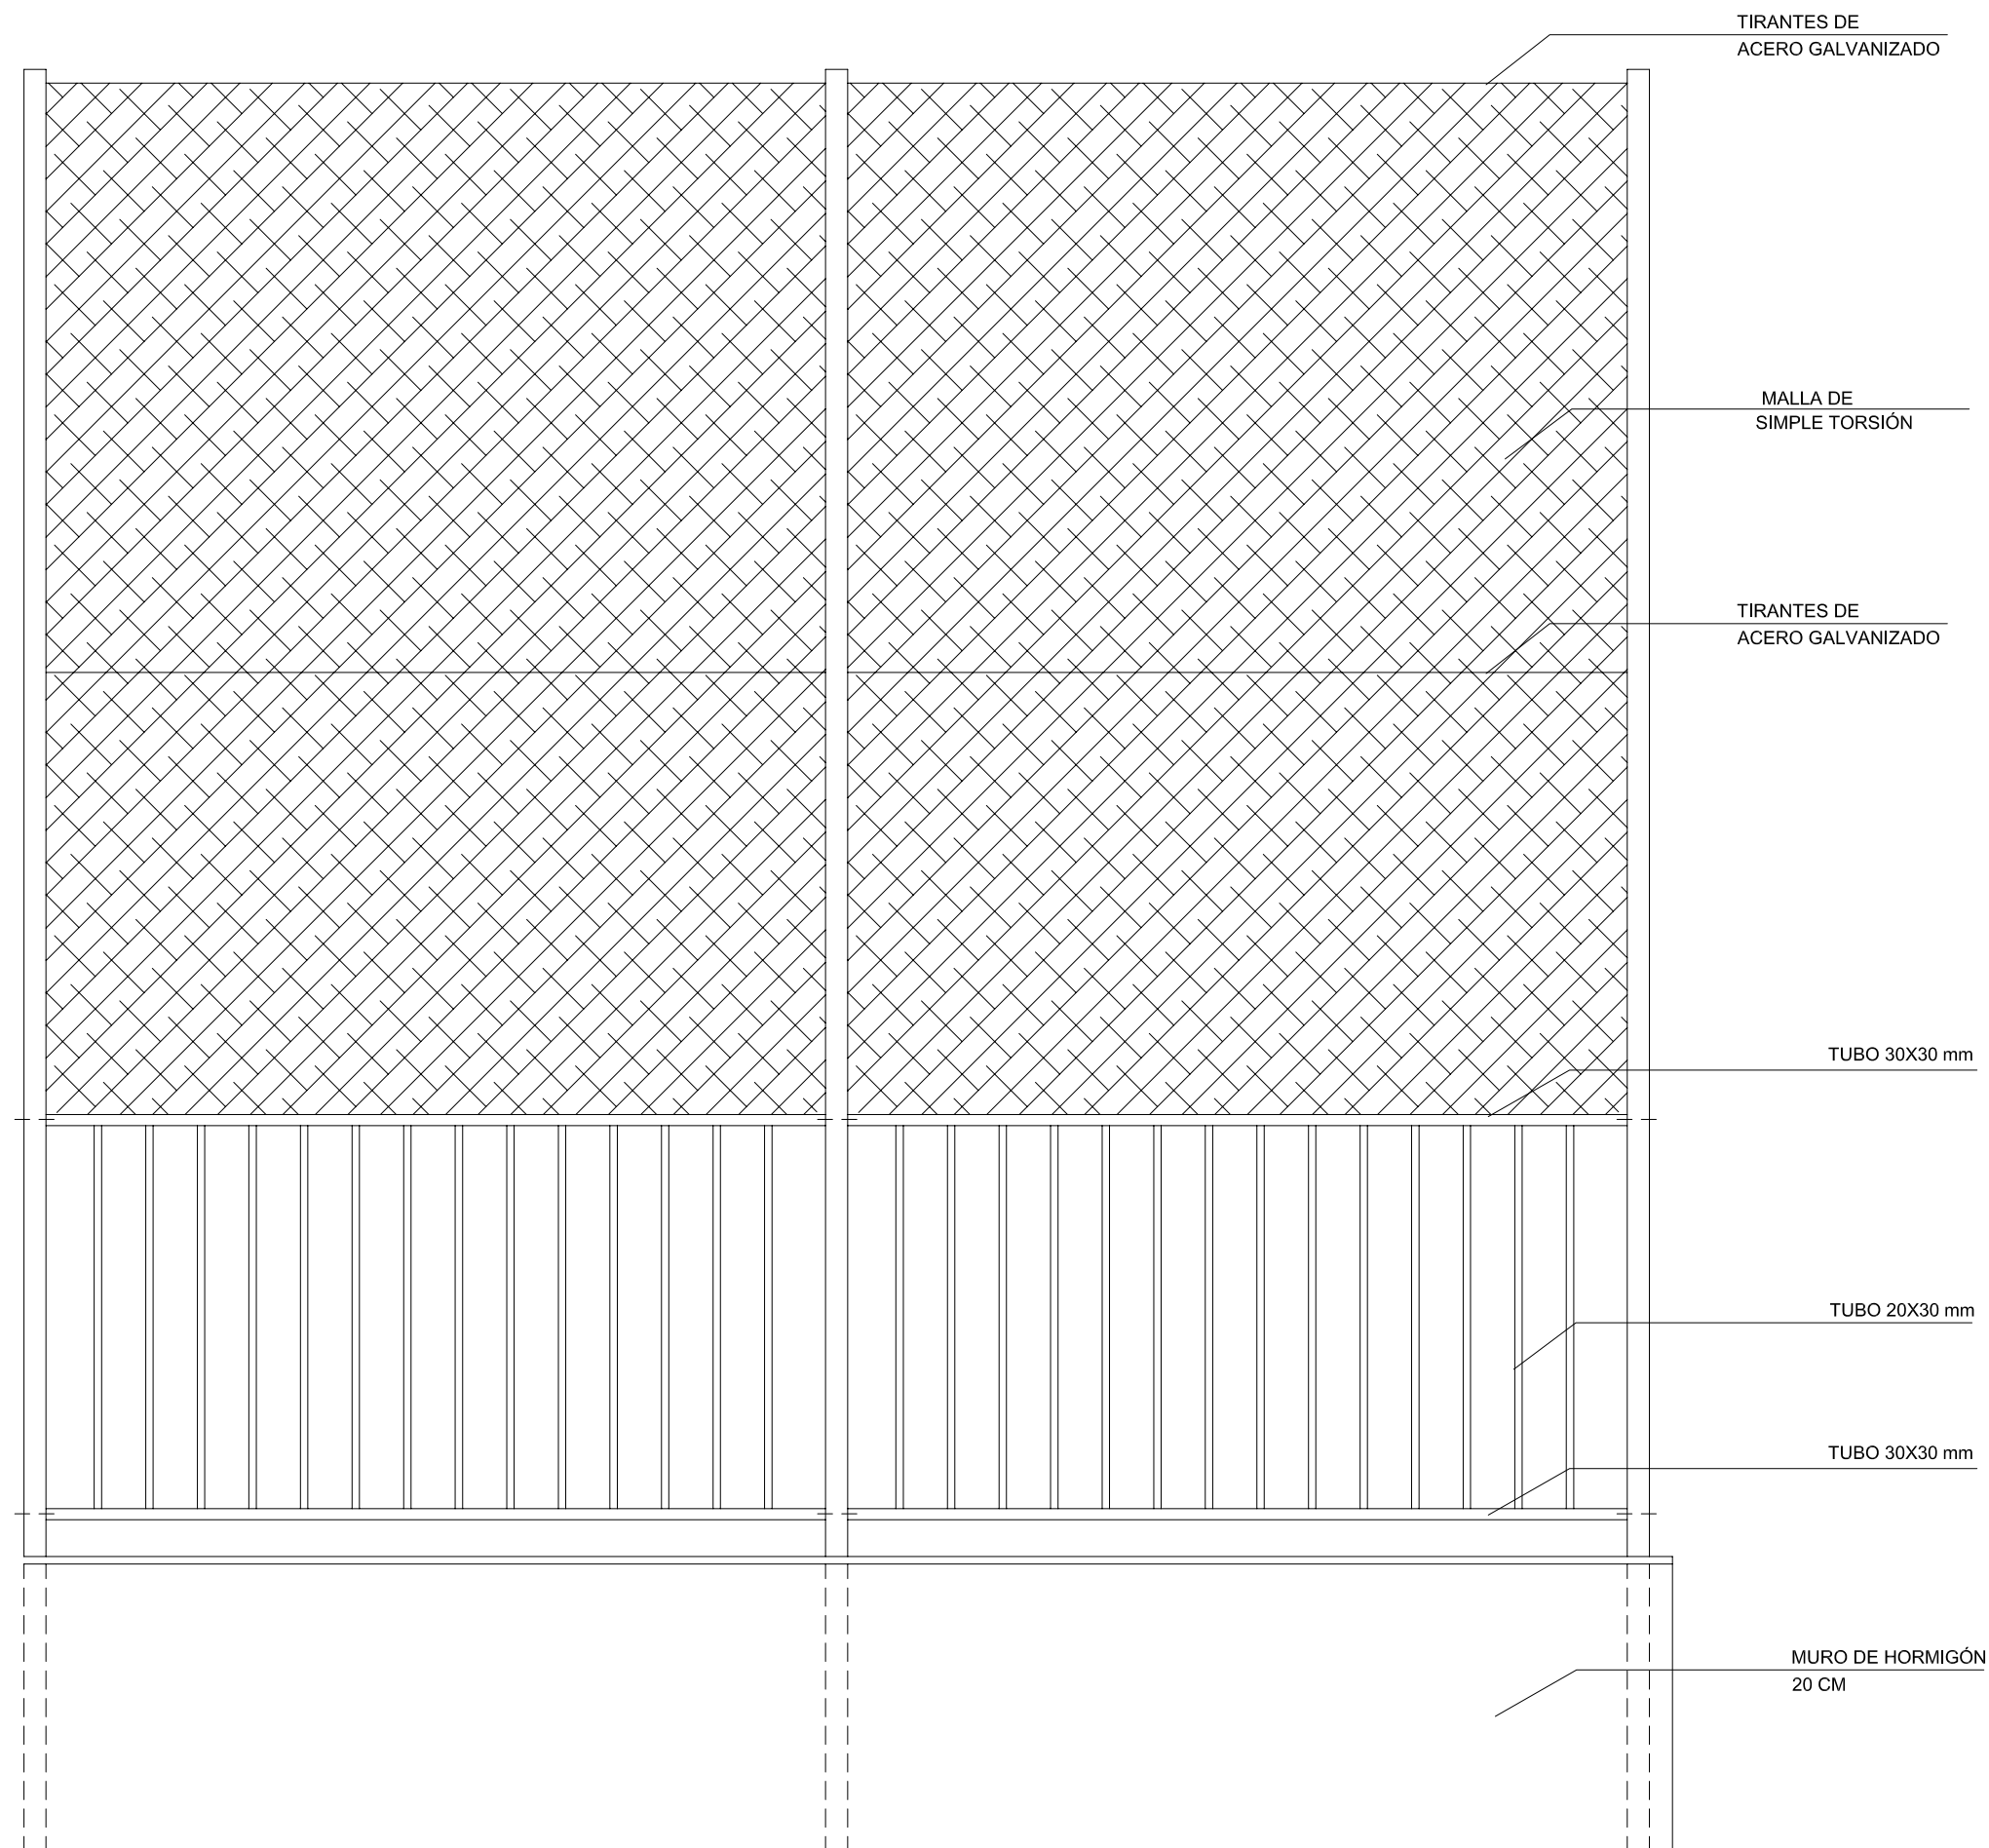 TIRANTES DE
ACERO GALVANIZADO
MALLA DE
SIMPLE TORSIÓN
TIRANTES DE
ACERO GALVANIZADO
TUBO 30X30 mm
TUBO 20X30 mm
TUBO 30X30 mm
MURO DE HORMIGÓN
20 CM